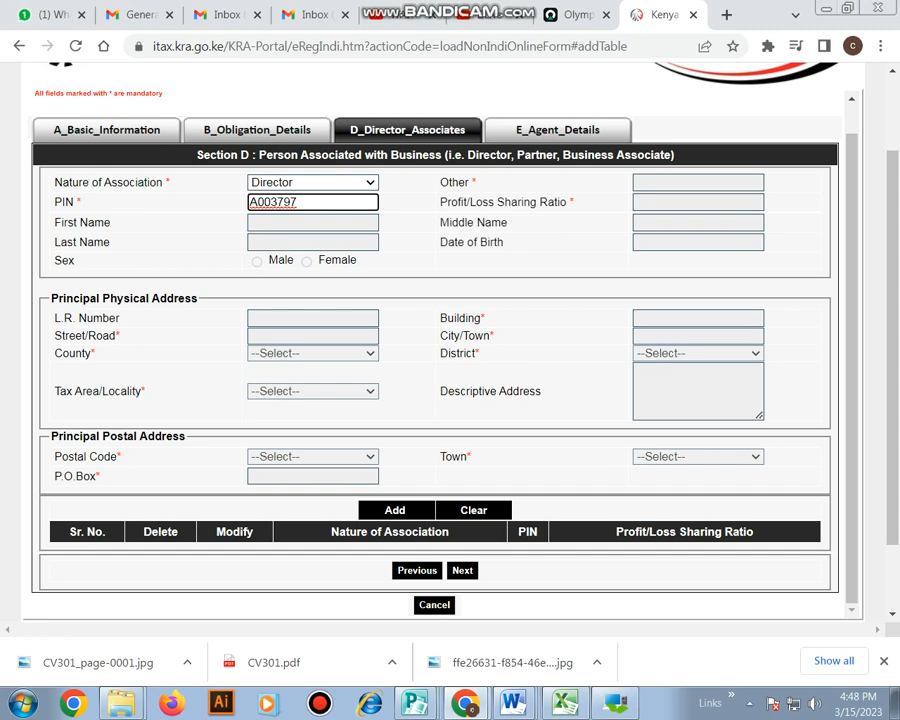 (1) Wh
Genera
Inbox
Inbox
WWW.BANDICAM.COM
Olymp
Kenya
itax.kra.go.ke/KRA-Portal/eRegIndi.htm?actionCode=loadNonIndiOnlineForm#addTable
C
All fields marked with * are mandatory
A_Basic_Information B_Obligation_Details D_Director_Associates E_Agent_Details
Section D : Person Associated with Business (i.e. Director, Partner, Business Associate)
Nature of Association * Director Other *
PIN * A003797 Profit/Loss Sharing Ratio *
First Name Middle Name
Last Name Date of Birth
Sex Male Female
Principal Physical Address
L.R. Number Building*
Street/Road* City/Town*
County* --Select-- District* --Select--
Tax Area/Locality* --Select-- Descriptive Address
Principal Postal Address
Postal Code* --Select-- Town* --Select--
P.O.Box*
Add Clear
Sr. No. Delete Modify Nature of Association PIN Profit/Loss Sharing Ratio
Previous Next
Cancel
CV301_page-0001.jpg CV301.pdf ffe26631-f854-46e....jpg Show all
Ai Links 4:48 PM
3/15/2023